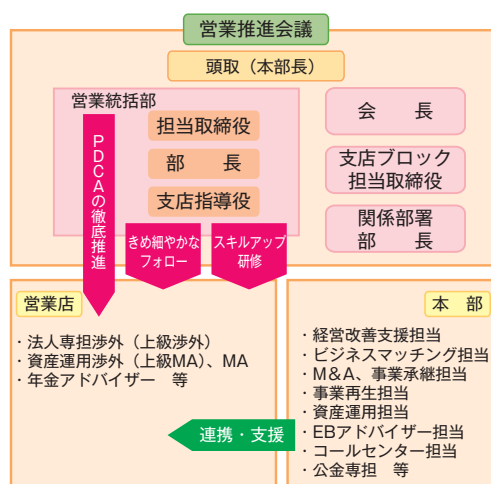 営業推進会議
頭取（本部長）
営業統括部
担当取締役
部　長
支店指導役
PDCAの徹底推進
きめ細やかな
フォロー
スキルアップ
研修
会　長
支店ブロック
担当取締役
関係部署
部　長
営業店
・法人専担渉外（上級渉外）
・資産運用渉外（上級MA）、MA
・年金アドバイザー　等
連携・支援
本　部
・経営改善支援担当
・ビジネスマッチング担当
・M&A、事業承継担当
・事業再生担当
・資産運用担当
・EBアドバイザー担当
・コールセンター担当
・公金専担　等